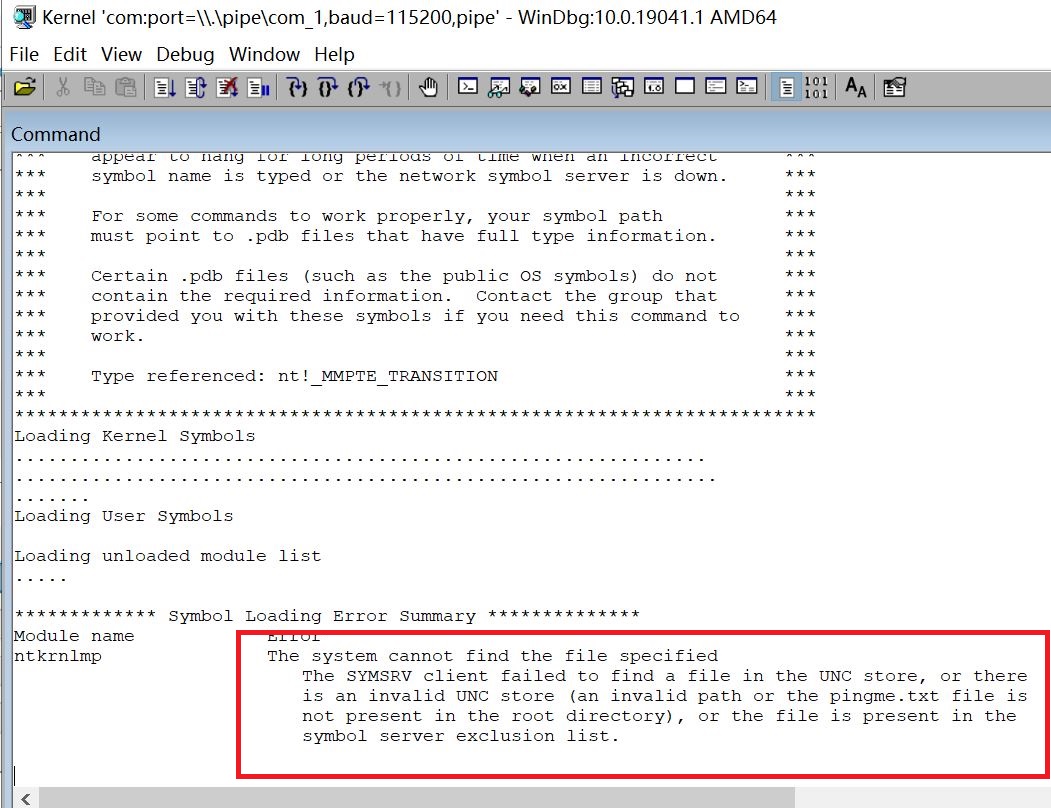 Kernel 'com:port=\\.\pipe\com_1,baud=115200,pipe' - WinDbg:10.0.19041.1 AMD64
File Edit View Debug Window Help
101
101
AA
Command
*** appear to hang for long periods of time when an incorrect ***
*** symbol name is typed or the network symbol server is down. ***
*** ***
*** For some commands to work properly, your symbol path ***
*** must point to .pdb files that have full type information. ***
*** ***
*** Certain .pdb files (such as the public OS symbols) do not ***
*** contain the required information.  Contact the group that ***
*** provided you with these symbols if you need this command to ***
*** work. ***
*** ***
*** Type referenced: nt!_MMPTE_TRANSITION ***
*** ***
*************************************************************************
Loading Kernel Symbols
...............................................................
................................................................
.......
Loading User Symbols
Loading unloaded module list
.....
************* Symbol Loading Error Summary **************
Module name Error
ntkrnlmp The system cannot find the file specified
The SYMSRV client failed to find a file in the UNC store, or there
is an invalid UNC store (an invalid path or the pingme.txt file is
not present in the root directory), or the file is present in the
symbol server exclusion list.